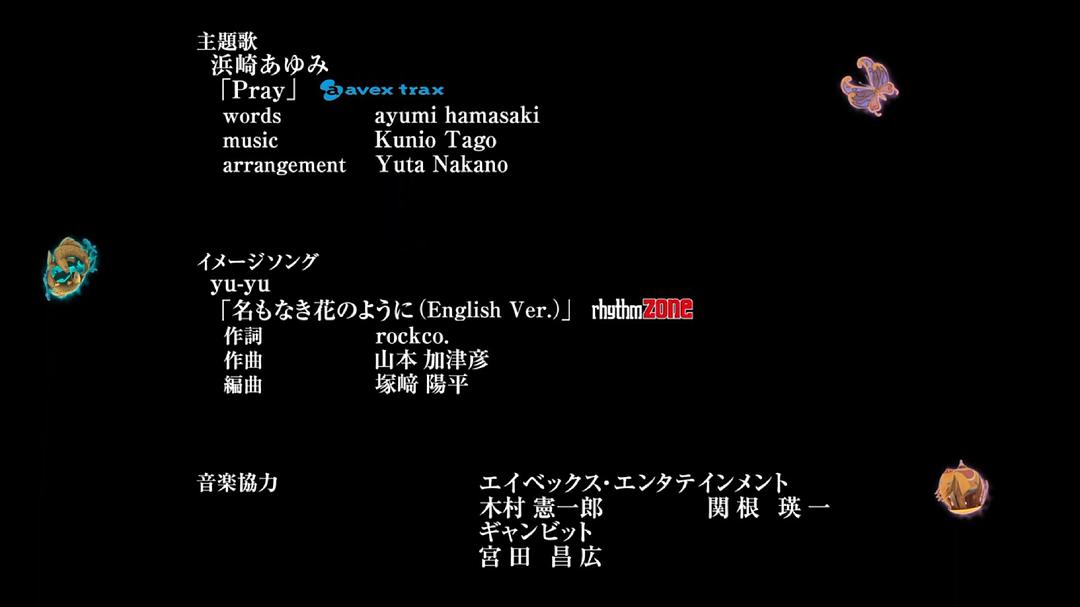 主題歌
浜崎あゆみ
「Pray」 avex trax
words ayumi hamasaki
music Kunio Tago
arrangement Yuta Nakano
イメージソング
yu-yu
「名もなき花のように(English Ver.)」 rhythmzone
作詞 rockco.
作曲 山本 加津彦
編曲 塚﨑 陽平
音楽協力 エイベックス・エンタテインメント
木村 憲一郎 関根 瑛一
ギャンビット
宮田 昌広